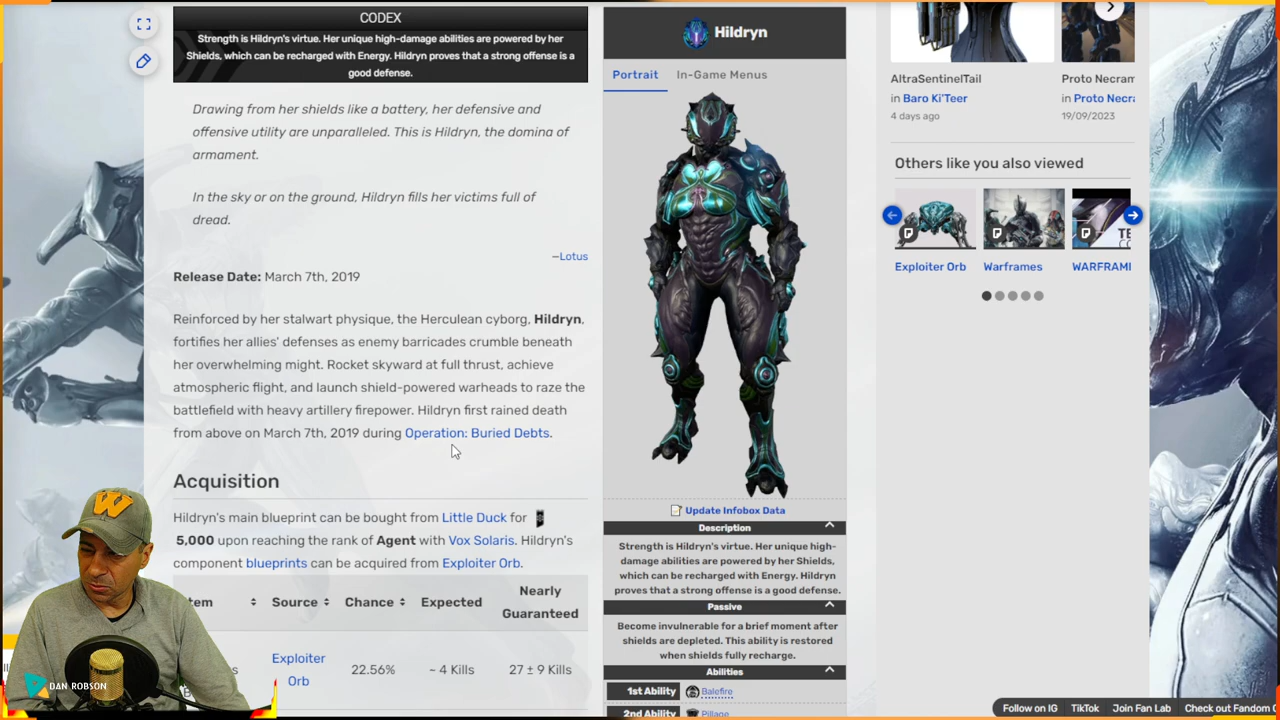 CODEX
Strength is Hildryn's virtue. Her unique high-damage abilities are powered by her
Shields, which can be recharged with Energy. Hildryn proves that a strong offense is a
good defense.
Drawing from her shields like a battery, her defensive and
offensive utility are unparalleled. This is Hildryn, the domina of
armament.
In the sky or on the ground, Hildryn fills her victims full of
dread.
—Lotus
Release Date: March 7th, 2019
Reinforced by her stalwart physique, the Herculean cyborg, Hildryn,
fortifies her allies' defenses as enemy barricades crumble beneath
her overwhelming might. Rocket skyward at full thrust, achieve
atmospheric flight, and launch shield-powered warheads to raze the
battlefield with heavy artillery firepower. Hildryn first rained death
from above on March 7th, 2019 during Operation: Buried Debts.
Acquisition
Hildryn's main blueprint can be bought from Little Duck for
5,000 upon reaching the rank of Agent with Vox Solaris. Hildryn's
component blueprints can be acquired from Exploiter Orb.
Source
Chance
Expected
Nearly
Guaranteed
Exploiter
Orb
22.56%
~ 4 Kills
27 ± 9 Kills
DAN ROBSON
Hildryn
Portrait
In-Game Menus
Update Infobox Data
Description
Strength is Hildryn's virtue. Her unique high-
damage abilities are powered by her Shields,
which can be recharged with Energy. Hildryn
proves that a strong offense is a good defense.
Passive
Become invulnerable for a brief moment after
shields are depleted. This ability is restored
when shields fully recharge.
Abilities
1st Ability
Balefire
2nd Ability
Pillage
AltraSentinelTail
in Baro Ki'Teer
4 days ago
Proto Necram
in Proto Necra
19/09/2023
Others like you also viewed
Exploiter Orb
Warframes
WARFRAMI
Follow on IG
TikTok
Join Fan Lab
Check out Fandom